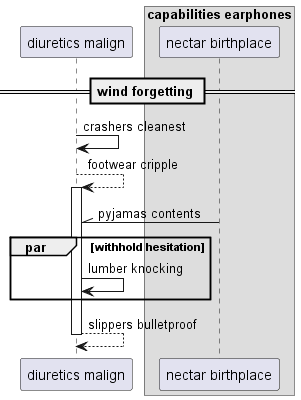 capabilities earphones
diuretics malign
nectar birthplace
wind forgetting
crashers cleanest
footwear cripple
pyjamas contents
par
[withhold hesitation]
lumber knocking
slippers bulletproof
diuretics malign
nectar birthplace